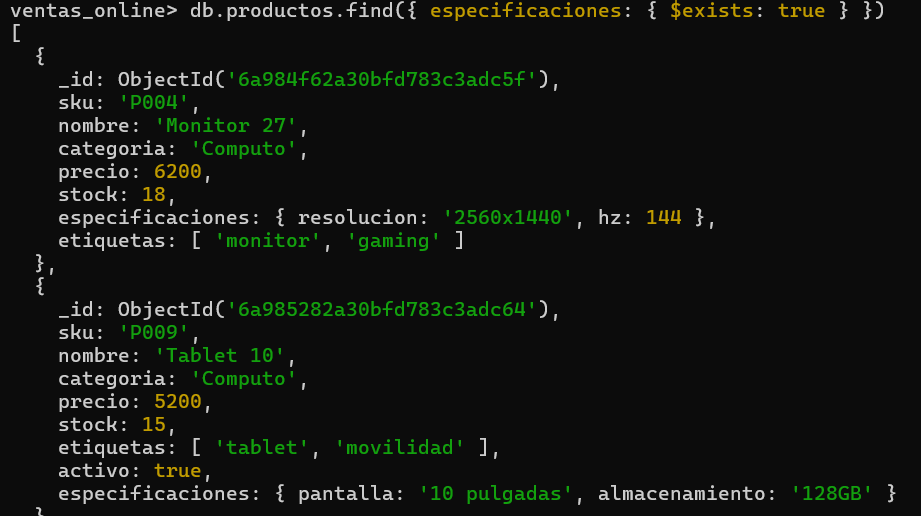 ventas_online> db.productos.find({ especificaciones: { $exists: true } })
[
  {
    _id: ObjectId('6a984f62a30bfd783c3adc5f'),
    sku: 'P004',
    nombre: 'Monitor 27',
    categoria: 'Computo',
    precio: 6200,
    stock: 18,
    especificaciones: { resolucion: '2560x1440', hz: 144 },
    etiquetas: [ 'monitor', 'gaming' ]
  },
  {
    _id: ObjectId('6a985282a30bfd783c3adc64'),
    sku: 'P009',
    nombre: 'Tablet 10',
    categoria: 'Computo',
    precio: 5200,
    stock: 15,
    etiquetas: [ 'tablet', 'movilidad' ],
    activo: true,
    especificaciones: { pantalla: '10 pulgadas', almacenamiento: '128GB' }
  }